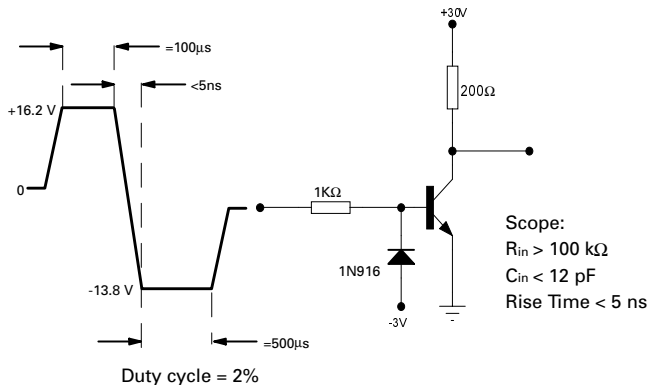 =100µs
<5ns
+16.2 V
0
-13.8 V
=500µs
Duty cycle = 2%
+30V
200Ω
1KΩ
1N916
-3V
Scope:
Rin > 100 kΩ
Cin < 12 pF
Rise Time < 5 ns